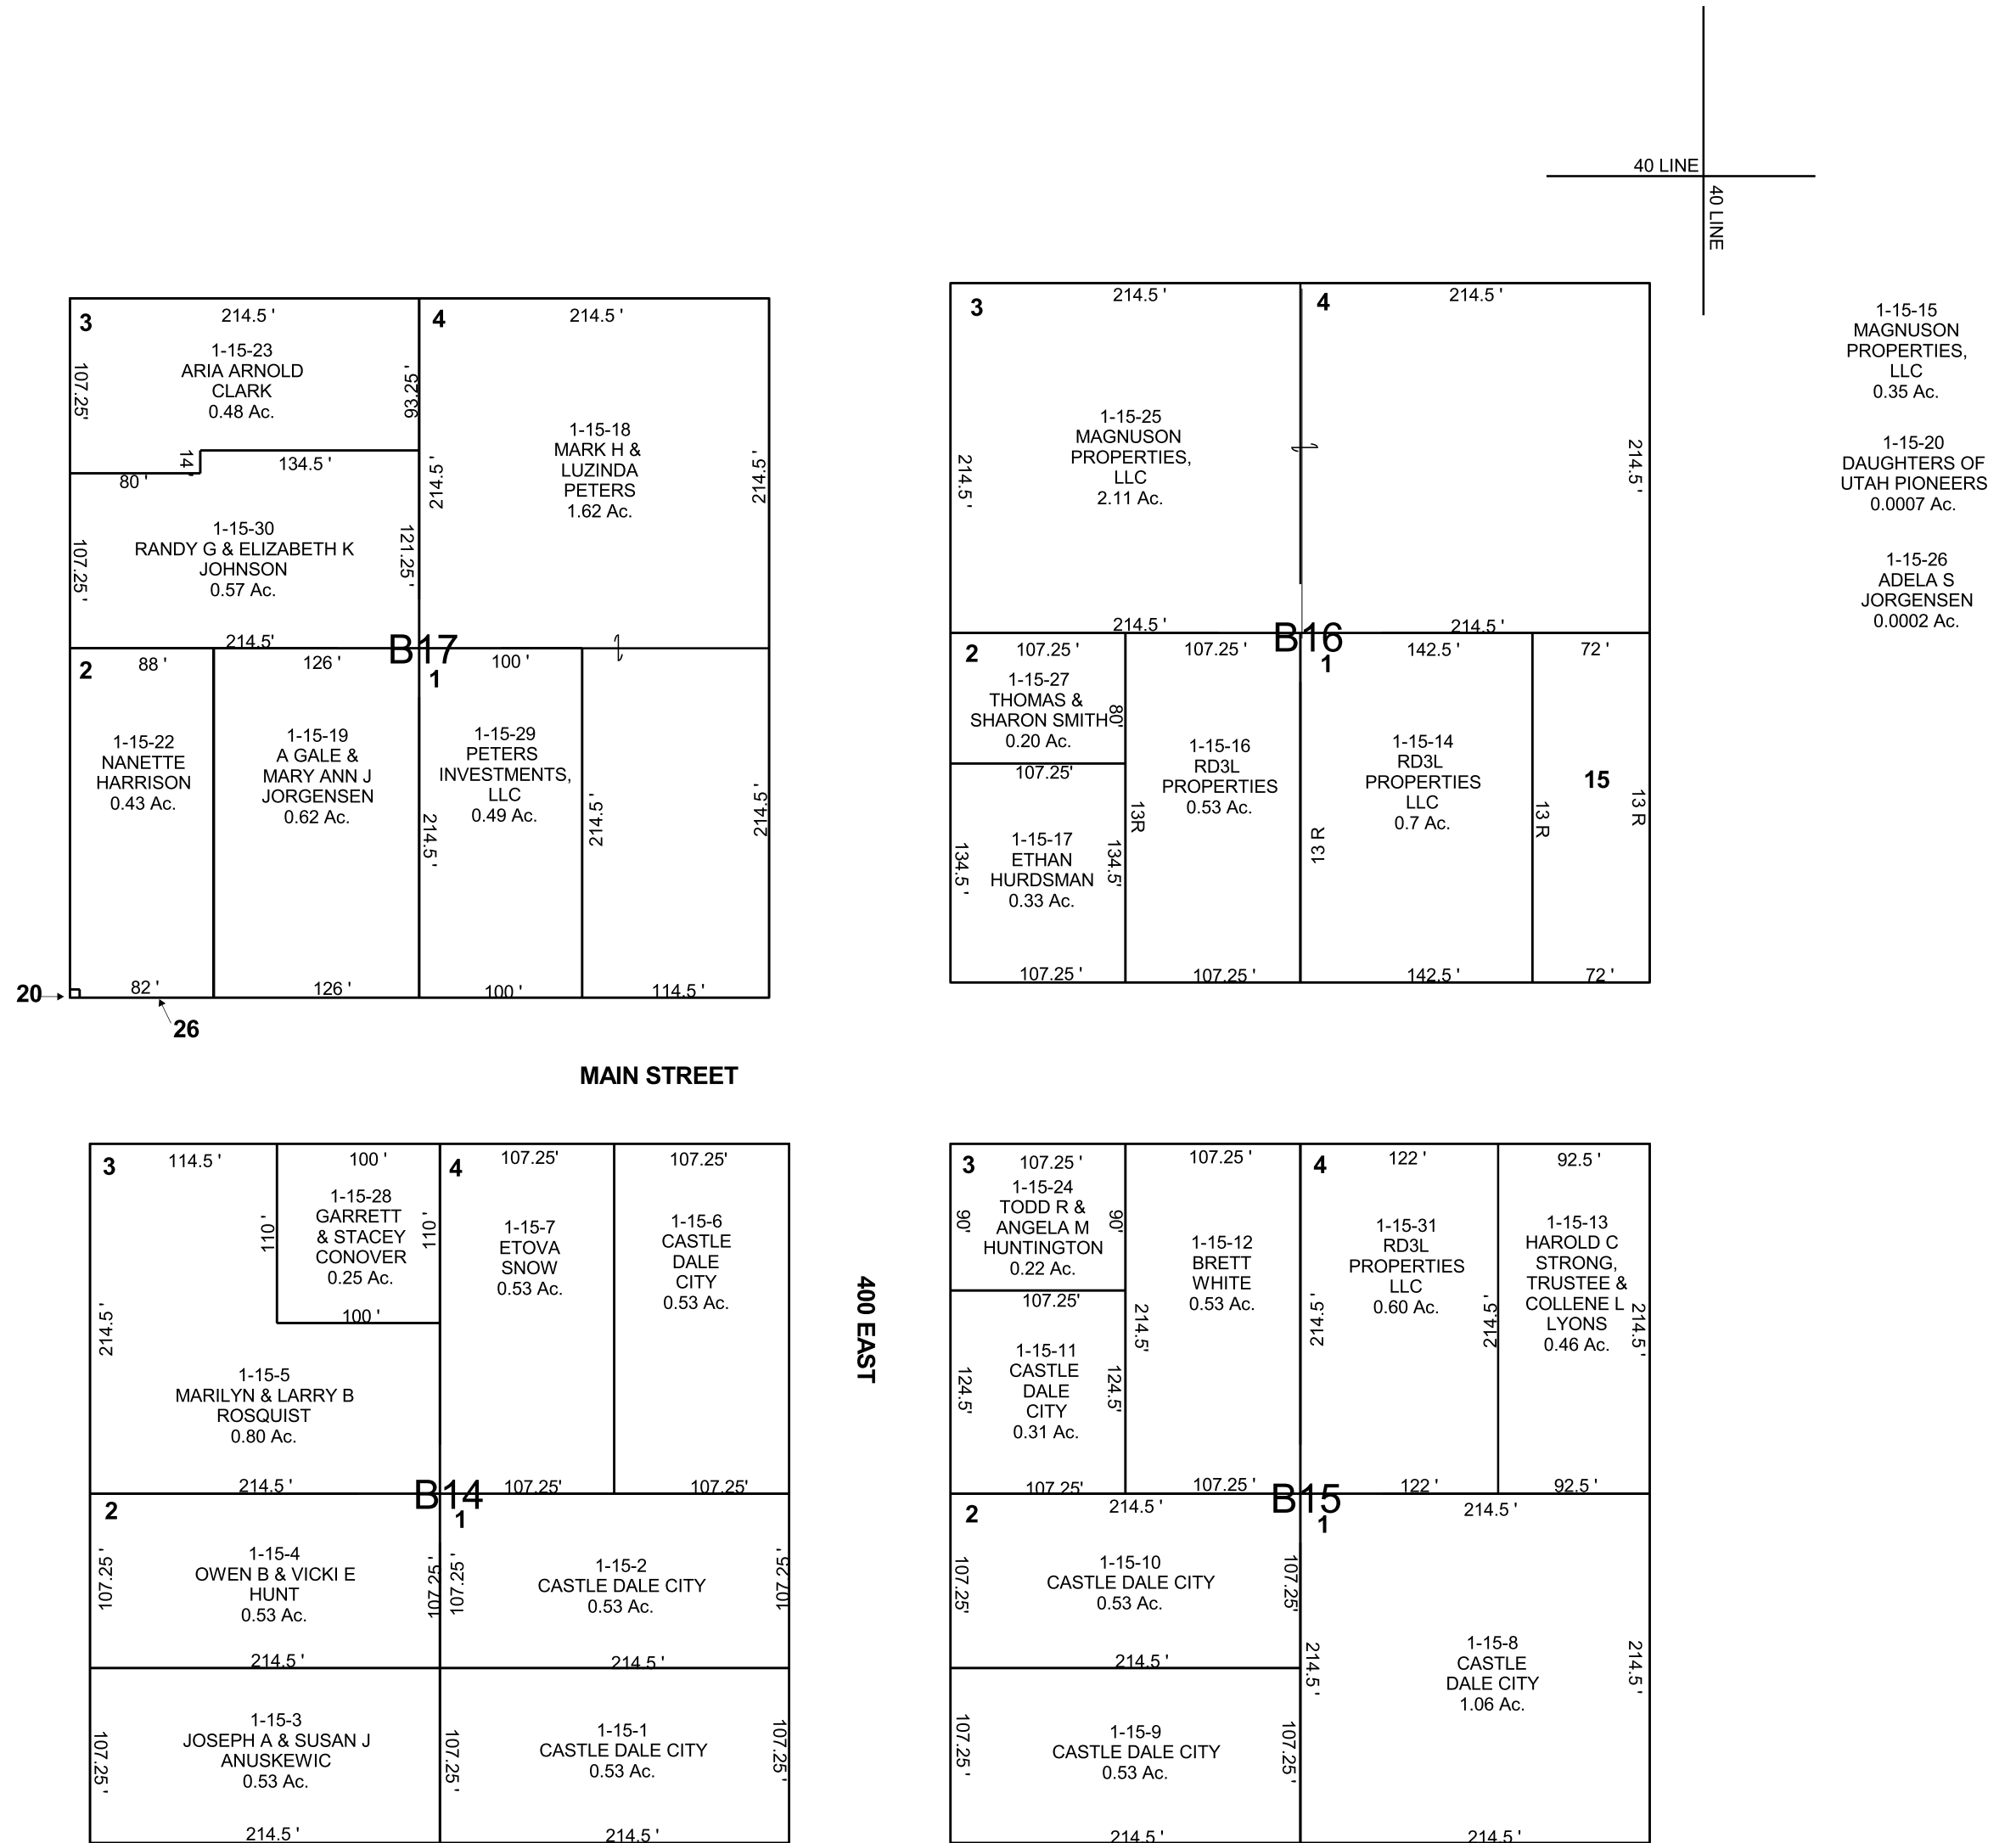 40 LINE
40 LINE
1-15-15
MAGNUSON
PROPERTIES,
LLC
0.35 Ac.
1-15-20
DAUGHTERS OF
UTAH PIONEERS
0.0007 Ac.
1-15-26
ADELA S
JORGENSEN
0.0002 Ac.
3
214.5 '
1-15-23
ARIA ARNOLD
CLARK
0.48 Ac.
107.25'
93.25 '
14 '
134.5 '
80 '
1-15-30
RANDY G & ELIZABETH K
JOHNSON
0.57 Ac.
107.25 '
121.25 '
214.5'
4
214.5 '
1-15-18
MARK H &
LUZINDA
PETERS
1.62 Ac.
214.5 '
214.5 '
B17
2
88 '
1-15-22
NANETTE
HARRISON
0.43 Ac.
82 '
20
26
126 '
1-15-19
A GALE &
MARY ANN J
JORGENSEN
0.62 Ac.
126 '
1
100 '
1-15-29
PETERS
INVESTMENTS,
LLC
0.49 Ac.
214.5 '
214.5 '
100 '
214.5 '
114.5 '
3
214.5 '
1-15-25
MAGNUSON
PROPERTIES,
LLC
2.11 Ac.
214.5 '
214.5 '
4
214.5 '
214.5 '
214.5 '
B16
2
107.25 '
1-15-27
THOMAS &
SHARON SMITH
0.20 Ac.
80'
107.25'
1-15-17
ETHAN
HURDSMAN
0.33 Ac.
134.5 '
134.5'
107.25 '
107.25 '
1-15-16
RD3L
PROPERTIES
0.53 Ac.
13R
107.25 '
1
142.5 '
1-15-14
RD3L
PROPERTIES
LLC
0.7 Ac.
13 R
13 R
142.5 '
72 '
15
13 R
72 '
MAIN STREET
400 EAST
3
114.5 '
100 '
1-15-28
GARRETT
& STACEY
CONOVER
0.25 Ac.
110 '
110 '
100 '
214.5 '
1-15-5
MARILYN & LARRY B
ROSQUIST
0.80 Ac.
214.5 '
4
107.25'
1-15-7
ETOVA
SNOW
0.53 Ac.
107.25'
107.25'
1-15-6
CASTLE
DALE
CITY
0.53 Ac.
107.25'
B14
2
1-15-4
OWEN B & VICKI E
HUNT
0.53 Ac.
107.25 '
107.25 '
214.5 '
1
1-15-2
CASTLE DALE CITY
0.53 Ac.
107.25 '
107.25 '
214.5 '
1-15-3
JOSEPH A & SUSAN J
ANUSKEWIC
0.53 Ac.
107.25 '
214.5 '
1-15-1
CASTLE DALE CITY
0.53 Ac.
107.25 '
107.25 '
214.5 '
3
107.25 '
1-15-24
TODD R &
ANGELA M
HUNTINGTON
0.22 Ac.
90'
90'
107.25'
1-15-11
CASTLE
DALE
CITY
0.31 Ac.
124.5'
124.5'
107.25'
107.25 '
1-15-12
BRETT
WHITE
0.53 Ac.
214.5'
107.25 '
4
122 '
1-15-31
RD3L
PROPERTIES
LLC
0.60 Ac.
214.5 '
214.5 '
122 '
92.5 '
1-15-13
HAROLD C
STRONG,
TRUSTEE &
COLLENE L
LYONS
0.46 Ac.
214.5 '
92.5 '
B15
2
214.5 '
1-15-10
CASTLE DALE CITY
0.53 Ac.
107.25'
107.25'
214.5 '
1-15-9
CASTLE DALE CITY
0.53 Ac.
107.25 '
107.25 '
214.5 '
1
214.5 '
1-15-8
CASTLE
DALE CITY
1.06 Ac.
214.5 '
214.5 '
214.5 '